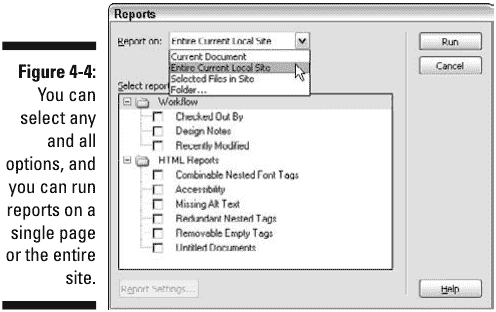 Reports
Report on: Entire Current Local Site
Run
Current Document
Entire Current Local Site
Selected Files in Site
Folder...
Cancel
Select repor
Workflow
Checked Out By
Design Notes
Recently Modified
HTML Reports
Combinable Nested Font Tags
Accessibility
Missing Alt Text
Redundant Nested Tags
Removable Empty Tags
Untitled Documents
Report Settings...
Help
Figure 4-4:
You can
select any
and all
options, and
you can run
reports on a
single page
or the entire
site.